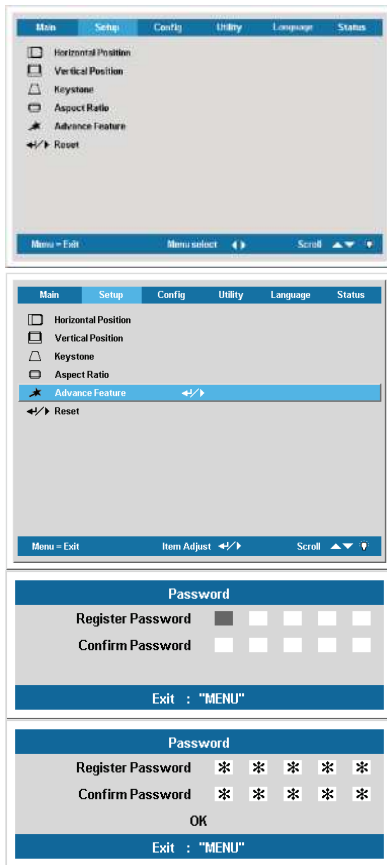 Main Setup Config Utility Language Status
Horizontal Position
Vertical Position
Keystone
Aspect Ratio
Advance Feature
Reset
Menu = Exit Menu select Scroll
Main Setup Config Utility Language Status
Horizontal Position
Vertical Position
Keystone
Aspect Ratio
Advance Feature
Reset
Menu = Exit Item Adjust Scroll
Password
Register Password
Confirm Password
Exit : "MENU"
Password
Register Password * * * * *
Confirm Password * * * * *
OK
Exit : "MENU"